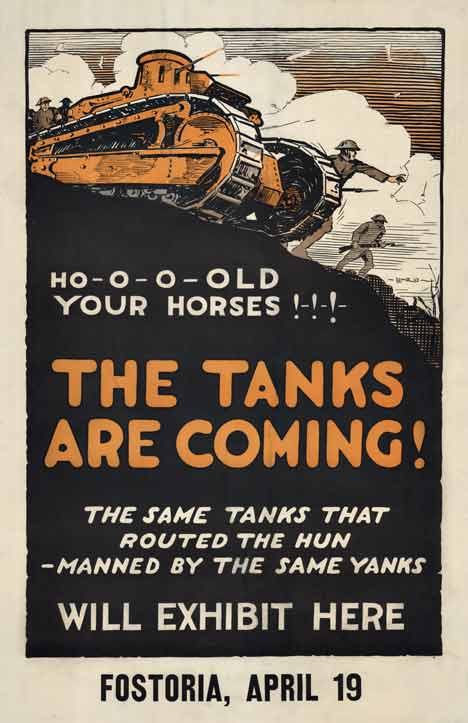 HO-O-O-OLD
YOUR HORSES !-!-!-
THE TANKS
ARE COMING!
THE SAME TANKS THAT
ROUTED THE HUN
-MANNED BY THE SAME YANKS
WILL EXHIBIT HERE
FOSTORIA, APRIL 19